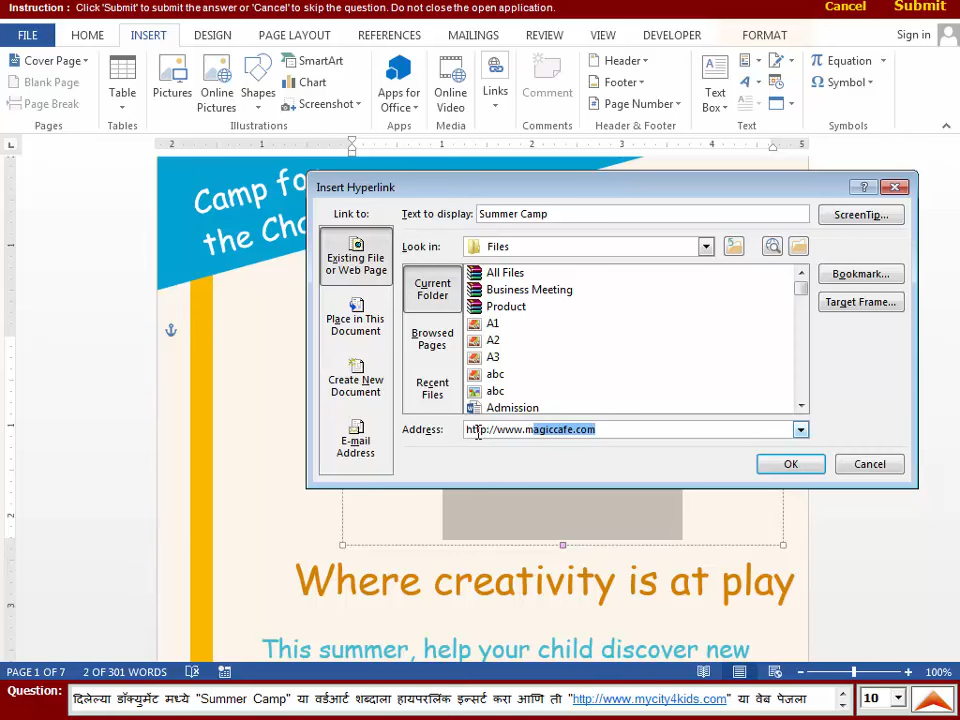 Instruction : Click 'Submit' to submit the answer or 'Cancel' to skip the question. Do not close the open application.
Cancel
Submit
FILE HOME INSERT DESIGN PAGE LAYOUT REFERENCES MAILINGS REVIEW VIEW DEVELOPER FORMAT Sign in
Cover Page
Blank Page
Page Break
Pages
Table
Tables
Pictures
Online Pictures
Shapes
SmartArt
Chart
Screenshot
Illustrations
Apps for Office
Apps
Online Video
Media
Links
Comment
Comments
Header
Footer
Page Number
Header & Footer
Text Box
Text
Equation
Symbol
Symbols
2 1 1 2 3 4 5
Camp fo
the Cha
Insert Hyperlink
Link to:
Text to display: Summer Camp
ScreenTip...
Existing File or Web Page
Look in: Files
Place in This Document
Create New Document
E-mail Address
Current Folder
Browsed Pages
Recent Files
All Files
Business Meeting
Product
A1
A2
A3
abc
abc
Admission
Bookmark...
Target Frame...
Address: http://www.magiccafe.com
OK
Cancel
Where creativity is at play
This summer, help your child discover new
PAGE 1 OF 7 2 OF 301 WORDS 100%
Question: दिलेल्या डॉक्युमेंट मध्ये "Summer Camp" या वर्डआर्ट शब्दाला हायपरलिंक इन्सर्ट करा आणि तो "http://www.mycity4kids.com" या वेब पेजला
10